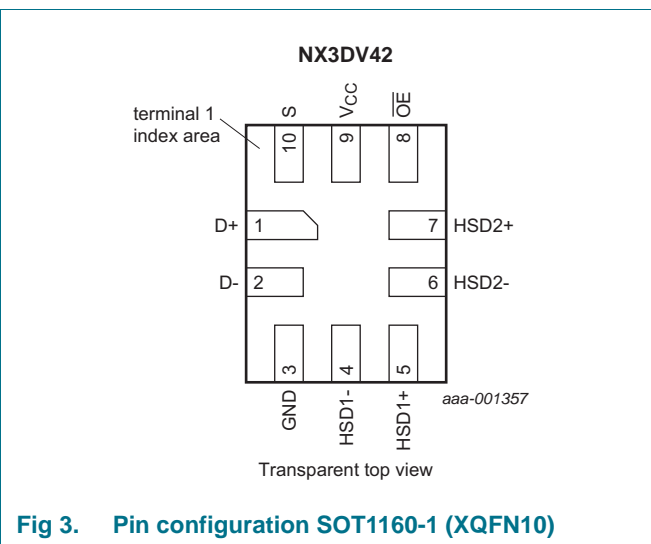 NX3DV42
terminal 1
index area
S
VCC
OE
10
9
8
D+
1
7
HSD2+
D-
2
6
HSD2-
3
4
5
GND
HSD1-
HSD1+
aaa-001357
Transparent top view
Fig 3. Pin configuration SOT1160-1 (XQFN10)